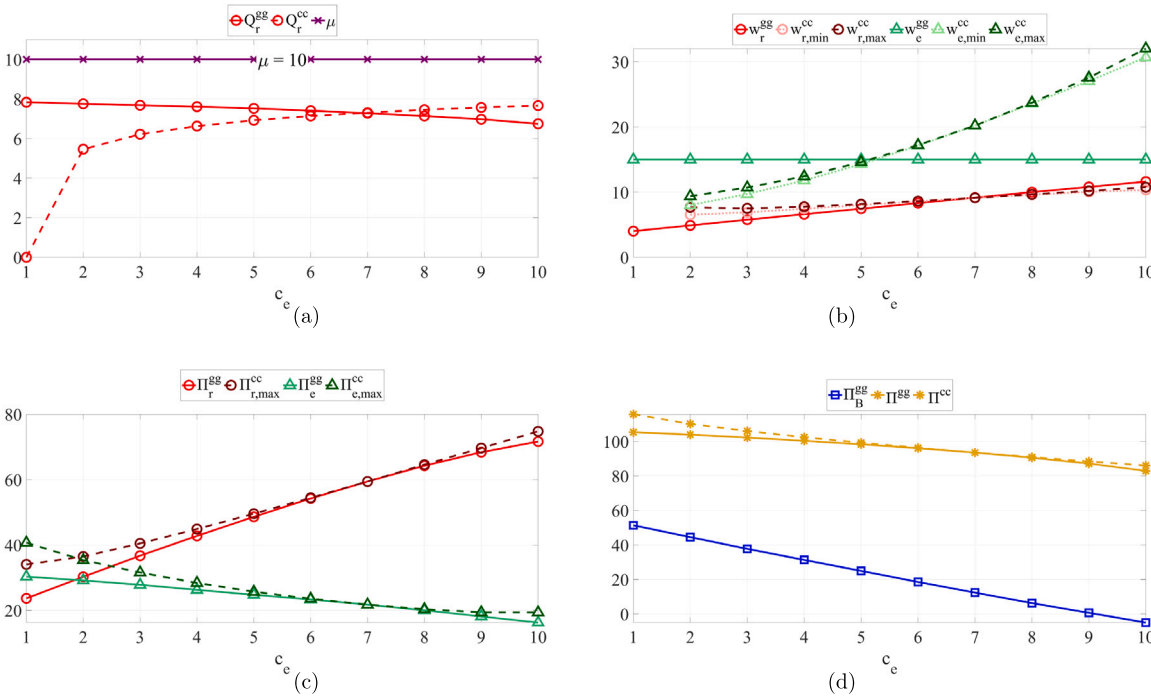 Q_r^gg Q_r^cc μ
10
8
6
4
2
0
μ = 10
1 2 3 4 5 6 7 8 9 10
c_e
(a)
w_r^gg w_r,min^cc w_r,max^cc w_e^gg w_e,min^cc w_e,max^cc
30
20
10
0
1 2 3 4 5 6 7 8 9 10
c_e
(b)
Π_r^gg Π_r,max^cc Π_e^gg Π_e,max^cc
80
60
40
20
1 2 3 4 5 6 7 8 9 10
c_e
(c)
Π_B^gg Π^gg Π^cc
100
80
60
40
20
0
1 2 3 4 5 6 7 8 9 10
c_e
(d)